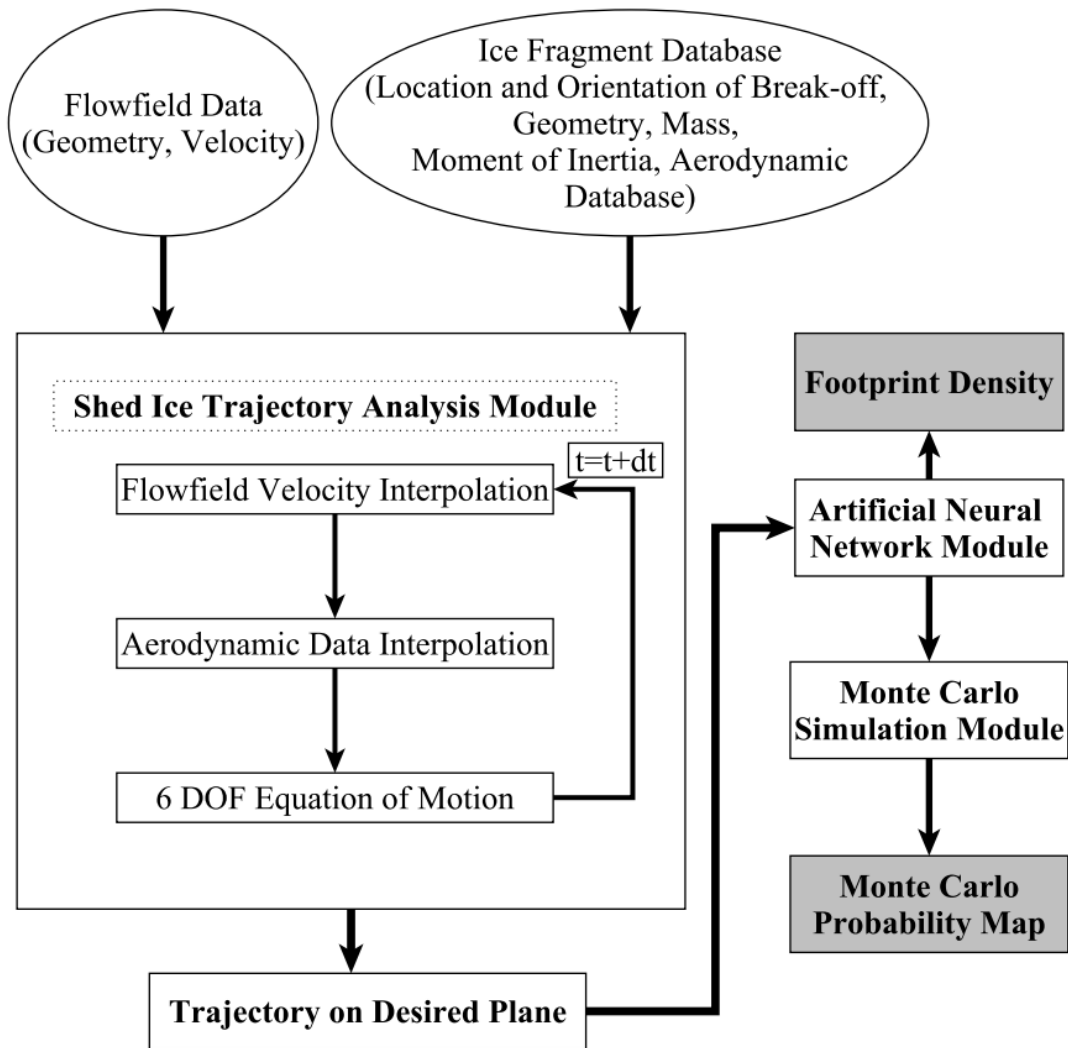 Flowfield Data
(Geometry, Velocity)
Ice Fragment Database
(Location and Orientation of Break-off,
Geometry, Mass,
Moment of Inertia, Aerodynamic
Database)
Shed Ice Trajectory Analysis Module
t=t+dt
Flowfield Velocity Interpolation
Aerodynamic Data Interpolation
6 DOF Equation of Motion
Trajectory on Desired Plane
Footprint Density
Artificial Neural
Network Module
Monte Carlo
Simulation Module
Monte Carlo
Probability Map